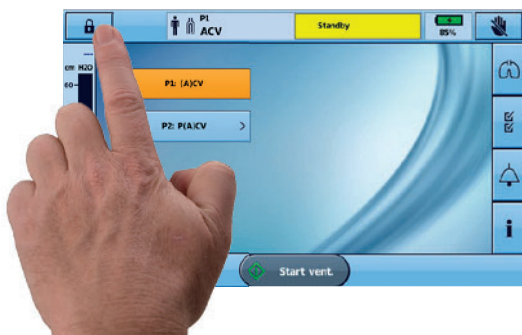 P1
ACV
Standby
85%
cm H2O
60
P1: (A)CV
P2: P(A)CV
Start vent.